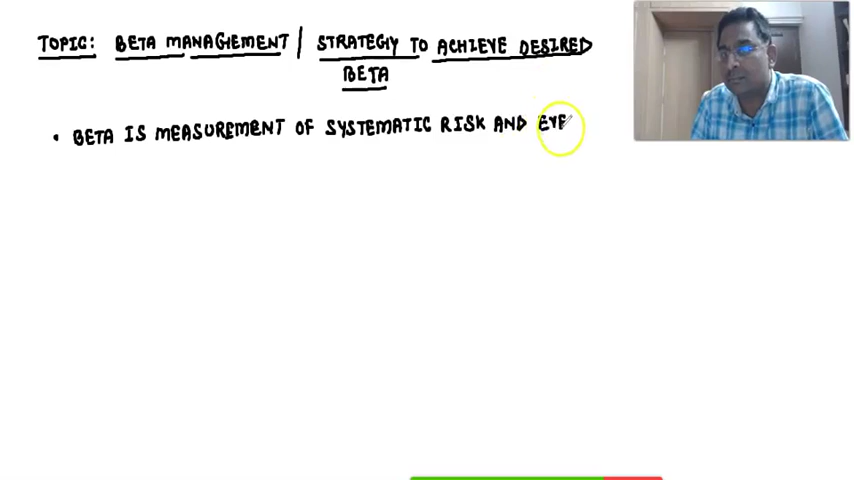 TOPIC: BETA MANAGEMENT / STRATEGY TO ACHIEVE DESIRED
BETA
• BETA IS MEASUREMENT OF SYSTEMATIC RISK AND